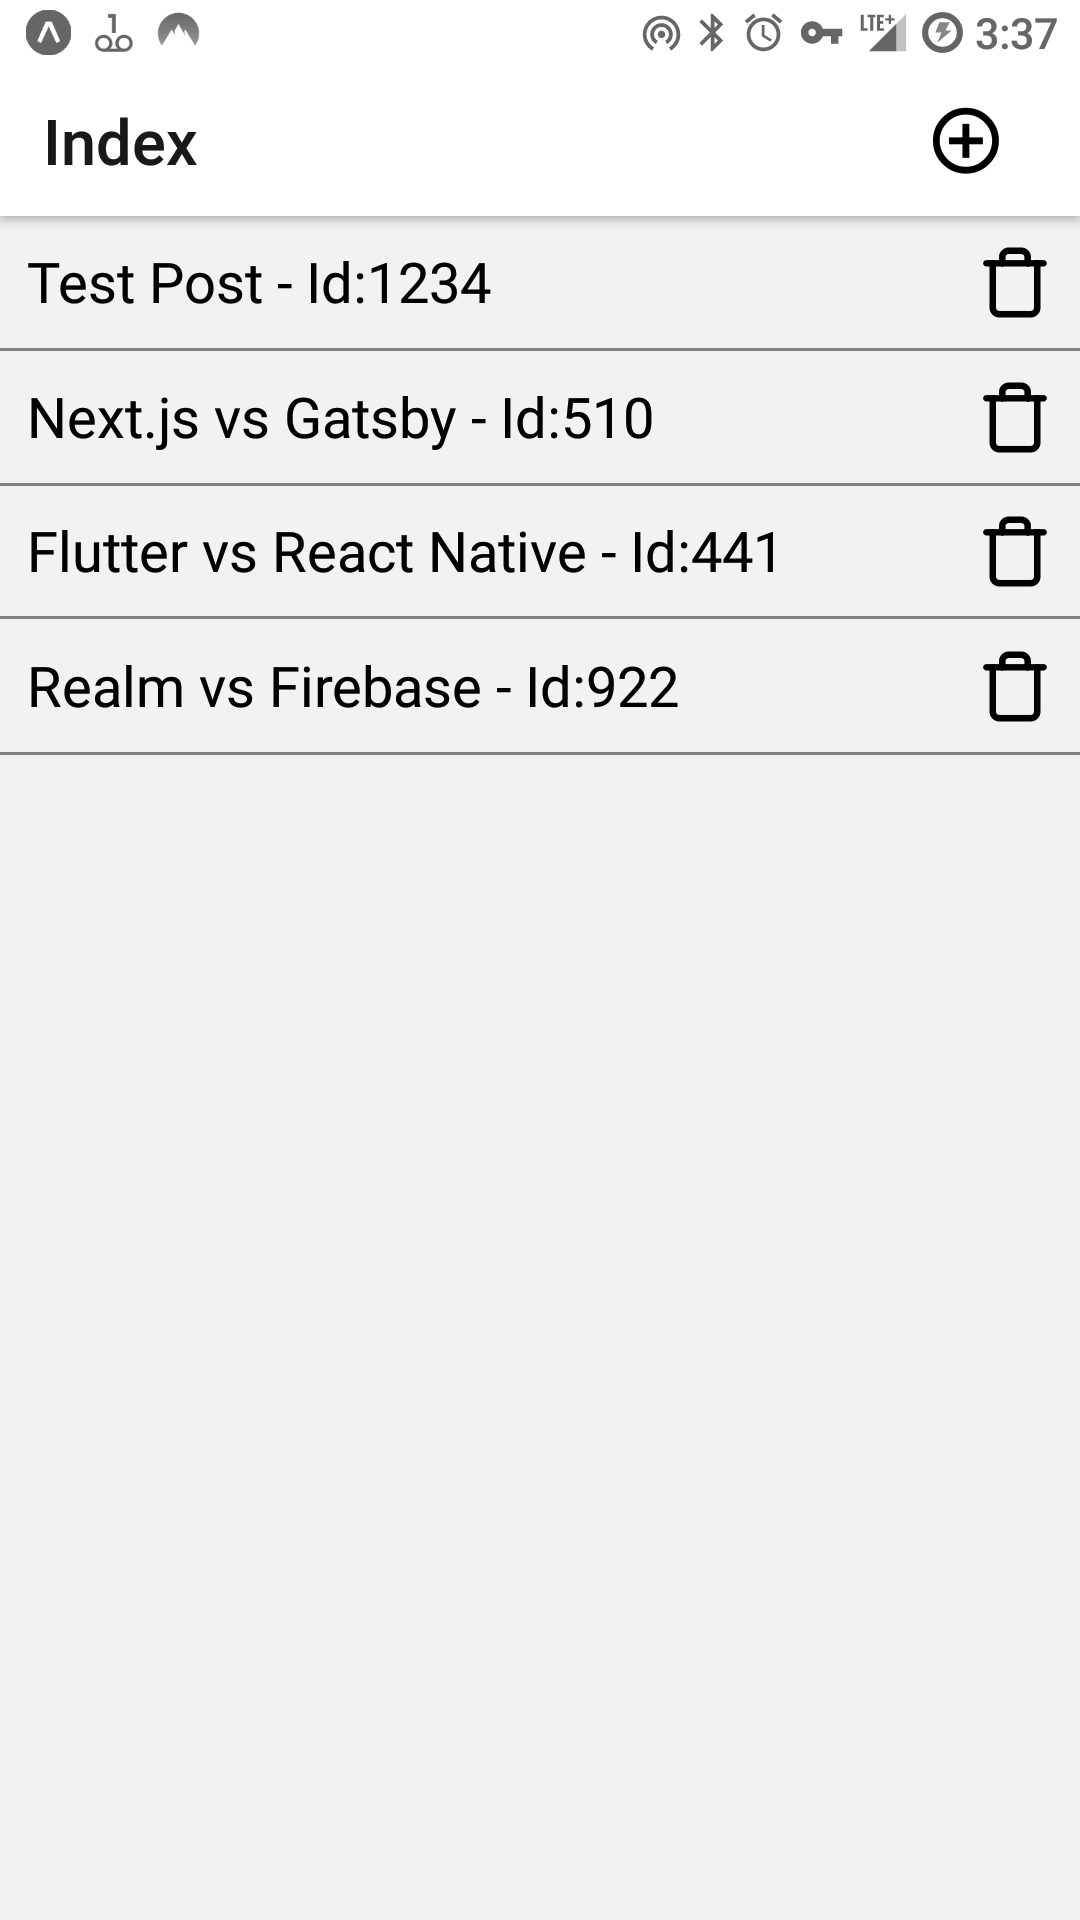 LTE+ 3:37
Index
Test Post - Id:1234
Next.js vs Gatsby - Id:510
Flutter vs React Native - Id:441
Realm vs Firebase - Id:922